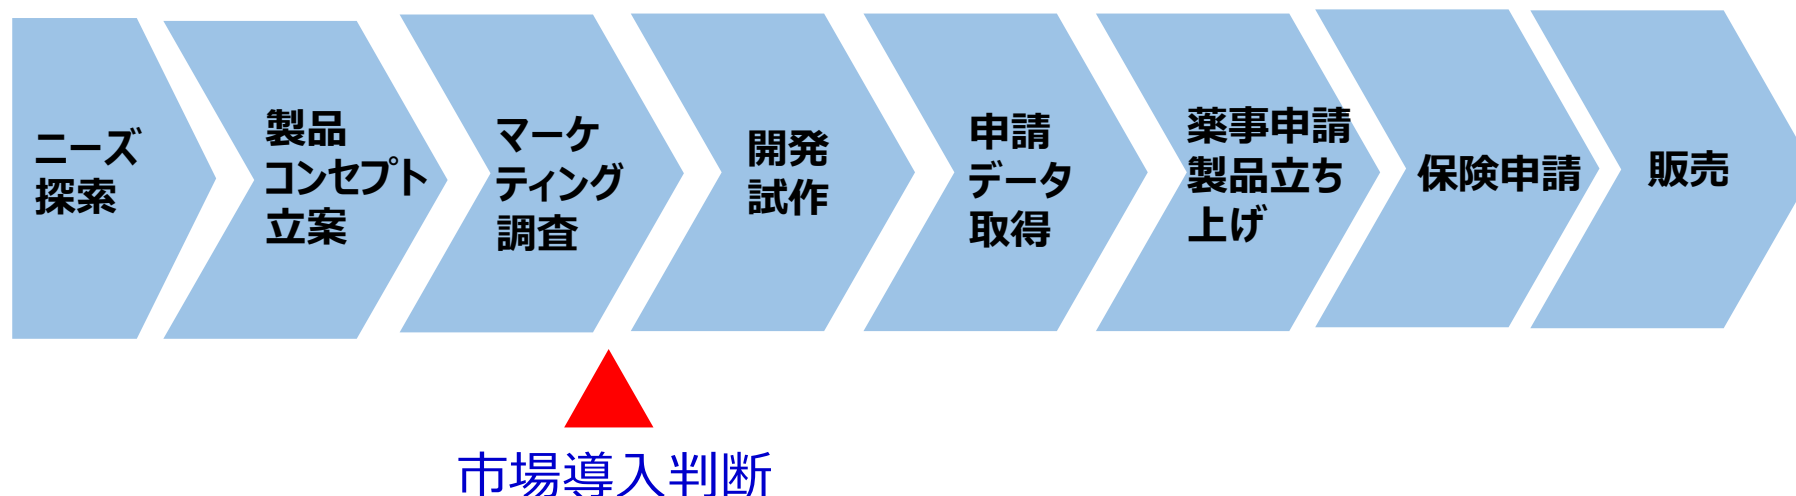 ニーズ
探索
製品
コンセプト
立案
マーケ
ティング
調査
開発
試作
申請
データ
取得
薬事申請
製品立ち
上げ
保険申請
販売
市場導入判断